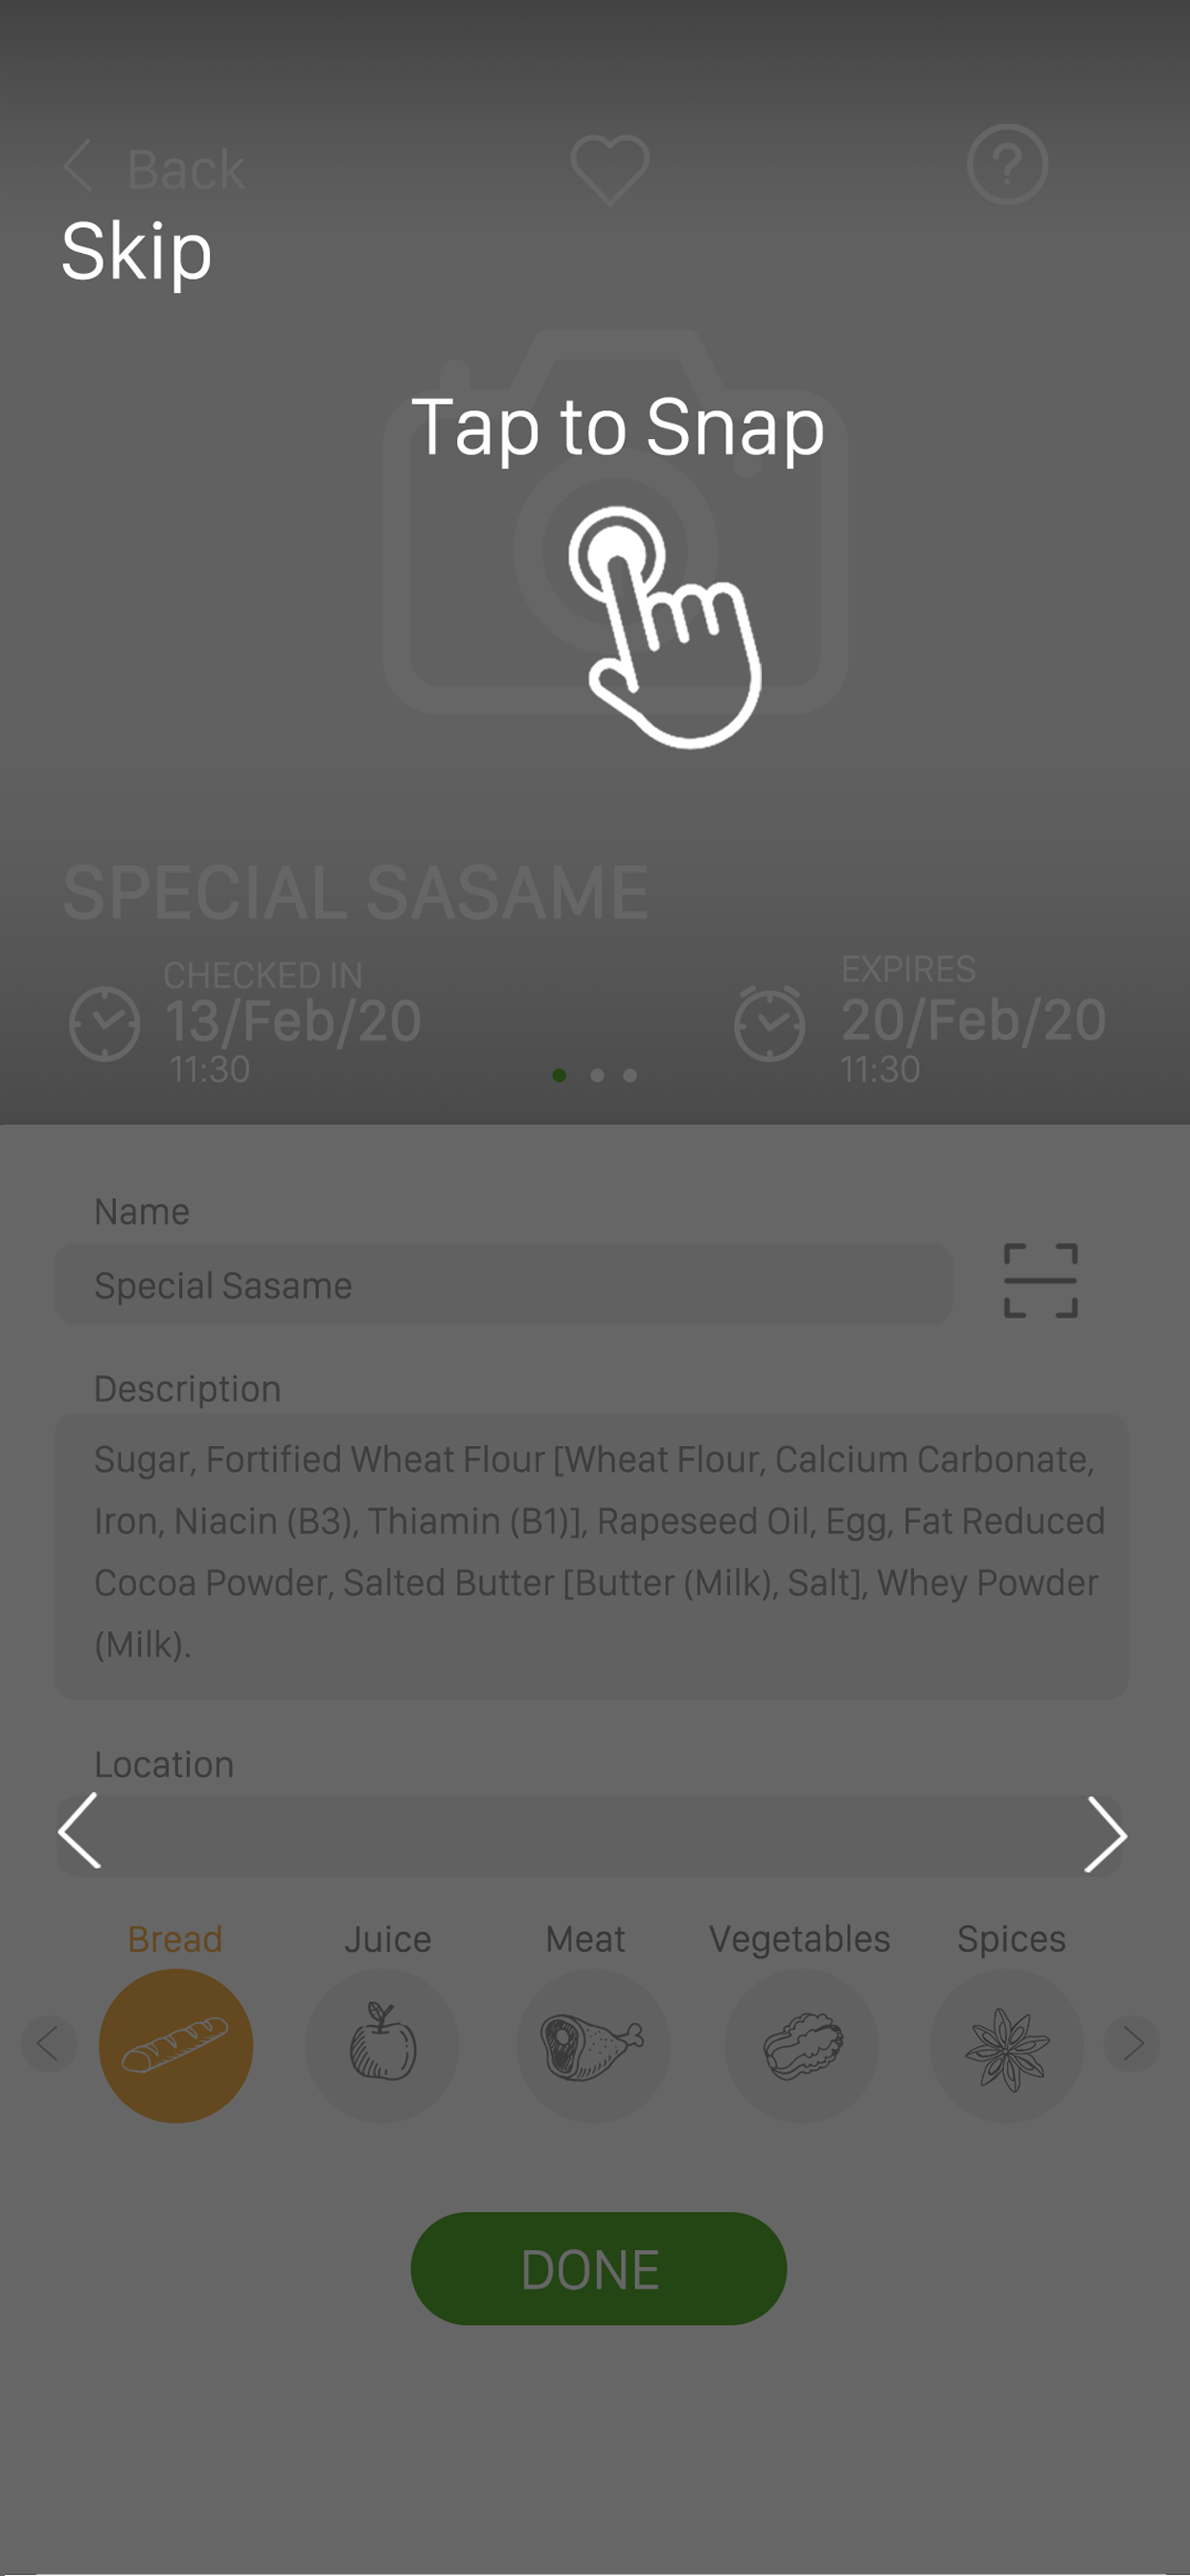 Back
Skip
Tap to Snap
SPECIAL SASAME
CHECKED IN
13/Feb/20
11:30
EXPIRES
20/Feb/20
11:30
Name
Special Sasame
Description
Sugar, Fortified Wheat Flour [Wheat Flour, Calcium Carbonate,
Iron, Niacin (B3), Thiamin (B1)], Rapeseed Oil, Egg, Fat Reduced
Cocoa Powder, Salted Butter [Butter (Milk), Salt], Whey Powder
(Milk).
Location
Bread Juice Meat Vegetables Spices
DONE